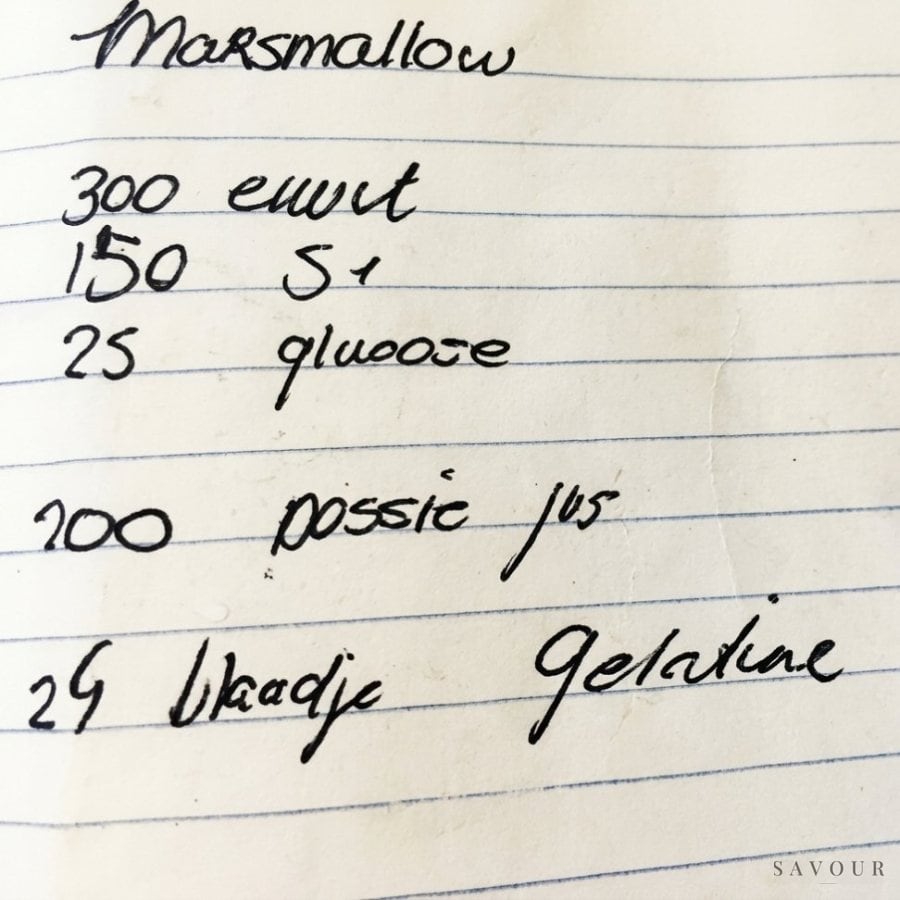 Marsmallow
300 eiwit
150 S1
25 glucose
200 passie jus
24 blaadje Gelatine
SAVOUR